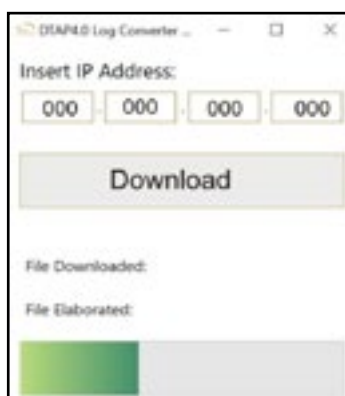 DTAP4.0 Log Converter ...
Insert IP Address:
000 . 000 . 000 . 000
Download
File Downloaded:
File Elaborated: